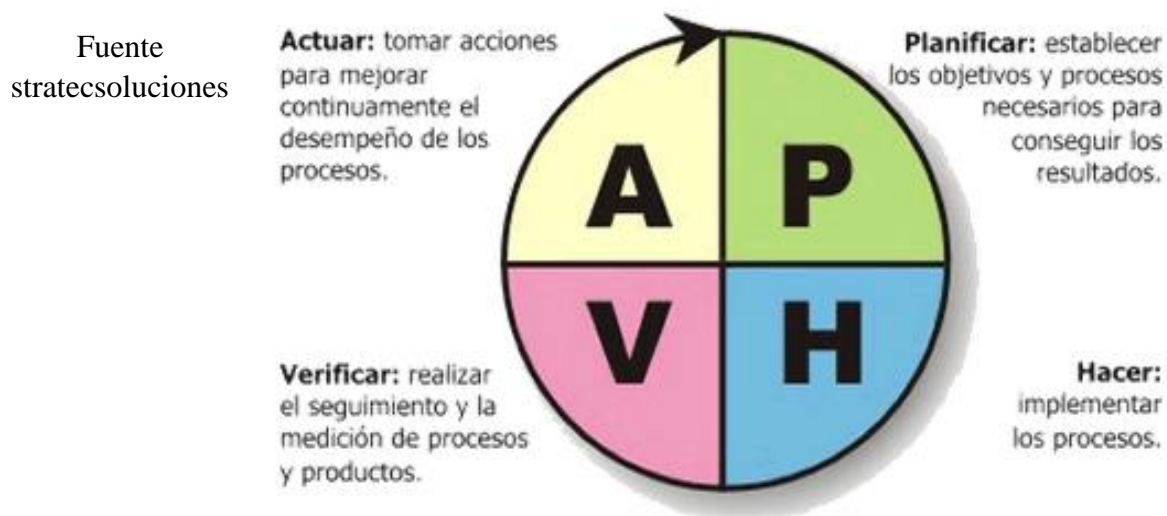 Fuente
stratecsoluciones
Actuar: tomar acciones
para mejorar
continuamente el
desempeño de los
procesos.
Planificar: establecer
los objetivos y procesos
necesarios para
conseguir los
resultados.
A
P
V
H
Verificar: realizar
el seguimiento y la
medición de procesos
y productos.
Hacer:
implementar
los procesos.